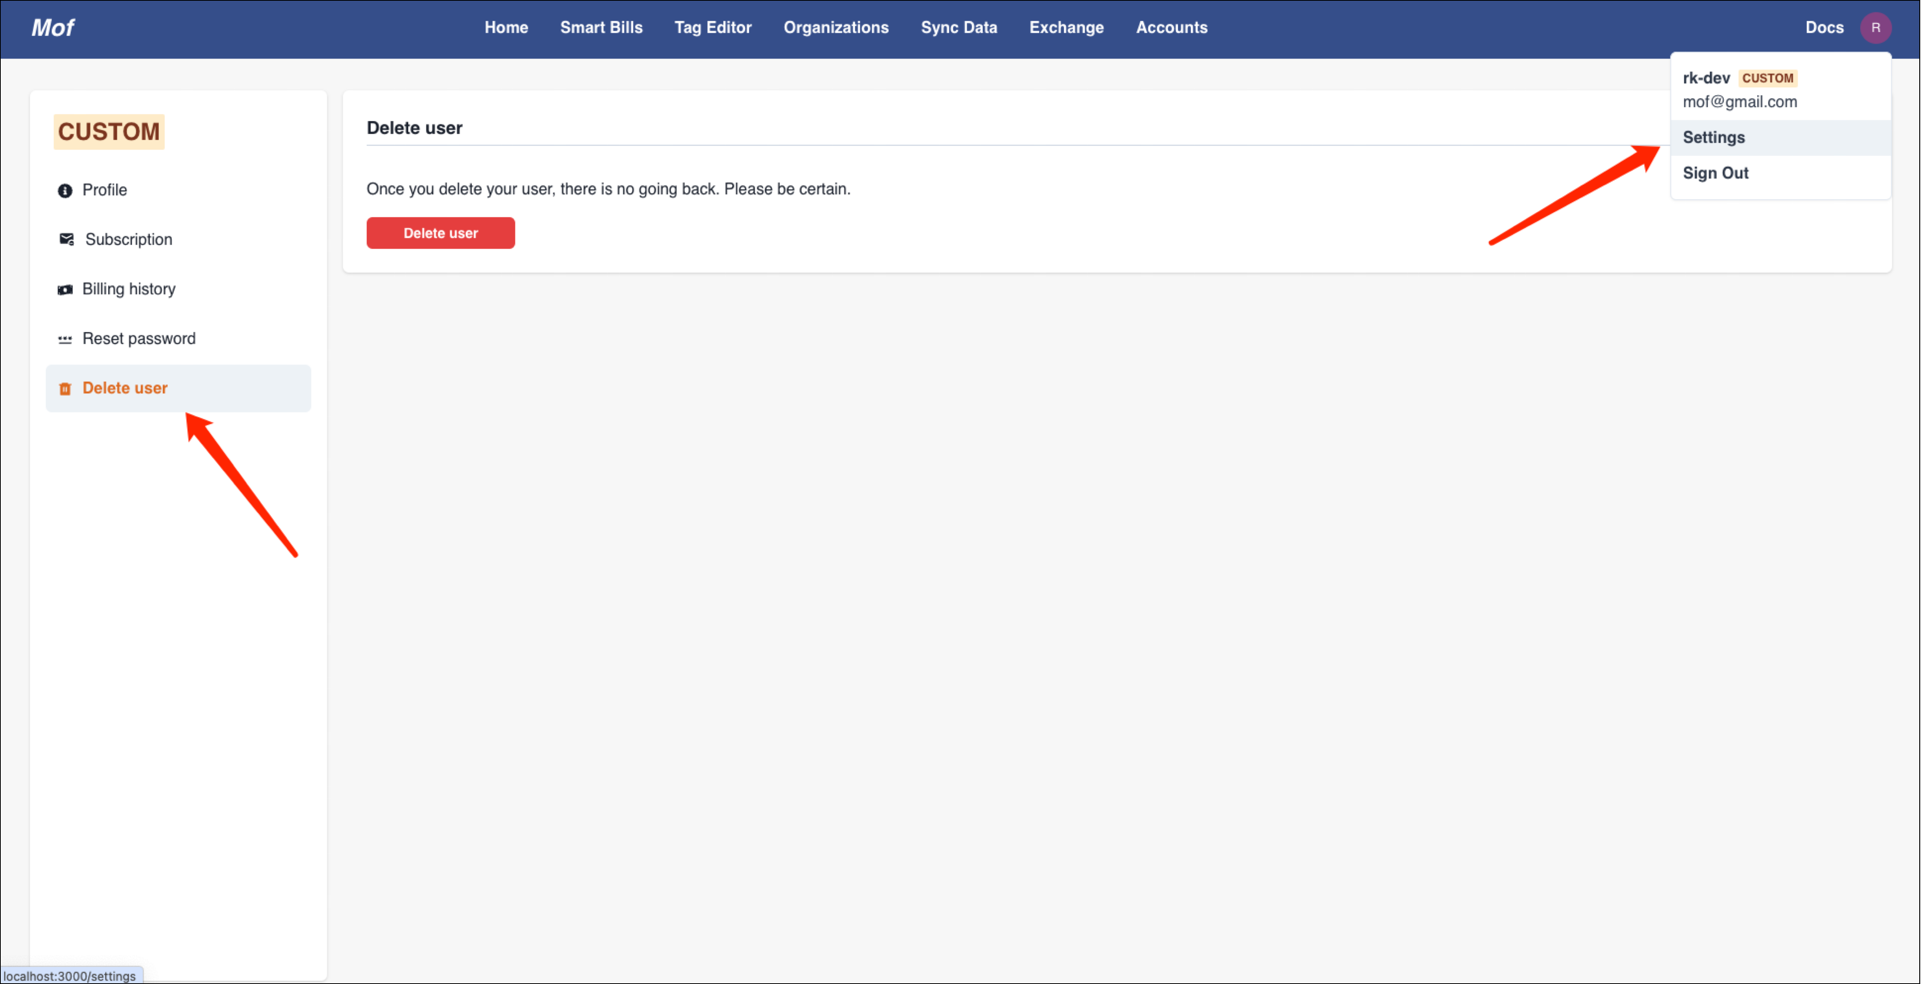 Mof
Home Smart Bills Tag Editor Organizations Sync Data Exchange Accounts
Docs R
rk-dev CUSTOM
mof@gmail.com
Settings
Sign Out
CUSTOM
Profile
Subscription
Billing history
Reset password
Delete user
Delete user
Once you delete your user, there is no going back. Please be certain.
Delete user
localhost:3000/settings